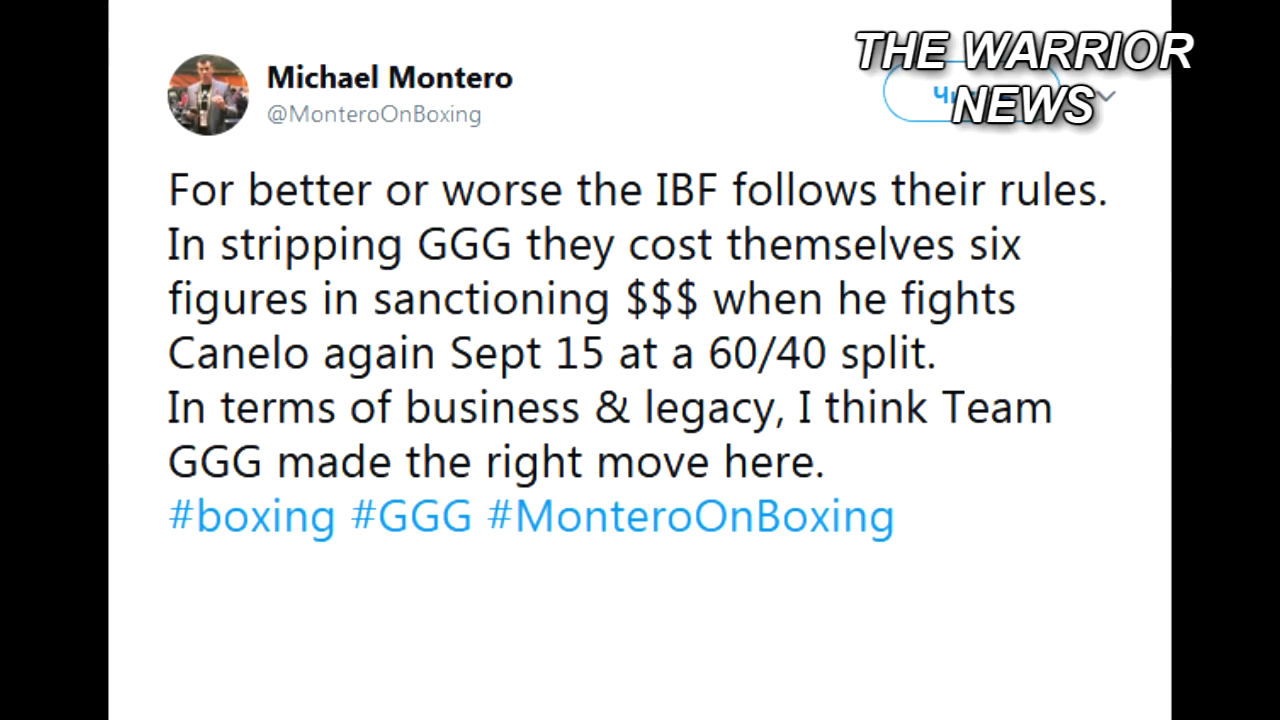 THE WARRIOR
NEWS
Michael Montero
@MonteroOnBoxing
For better or worse the IBF follows their rules.
In stripping GGG they cost themselves six
figures in sanctioning $$$ when he fights
Canelo again Sept 15 at a 60/40 split.
In terms of business & legacy, I think Team
GGG made the right move here.
#boxing #GGG #MonteroOnBoxing